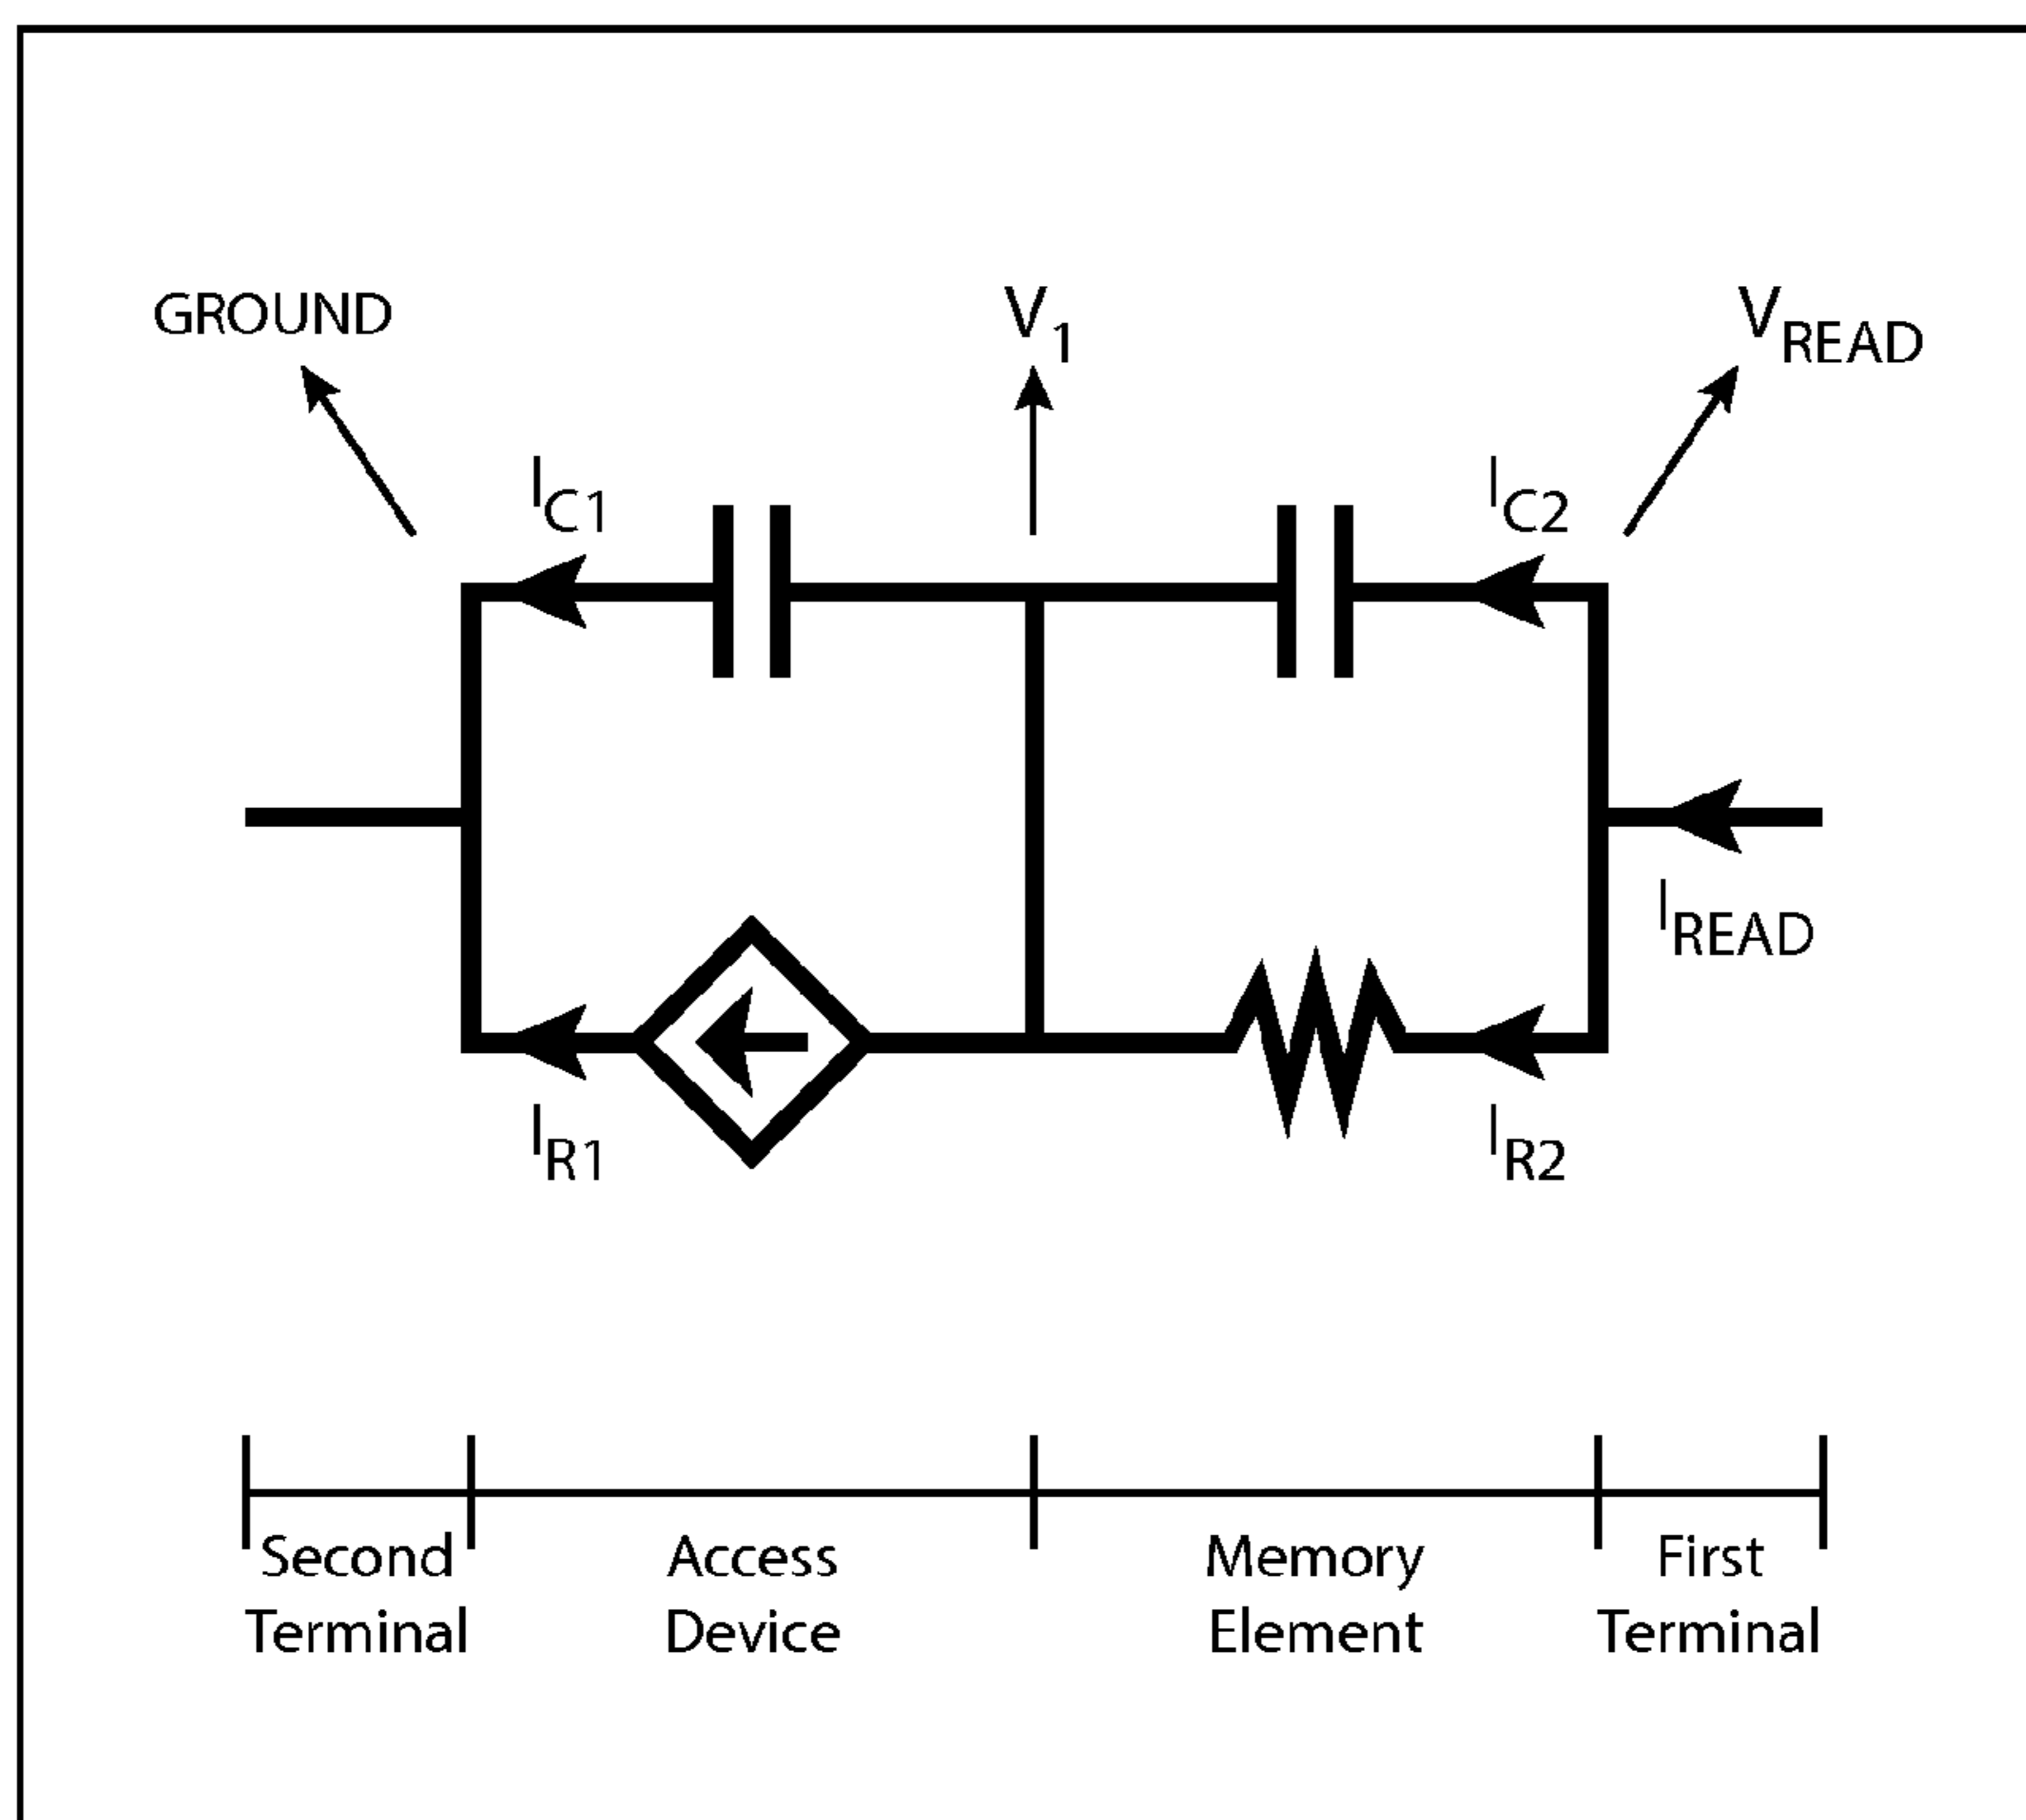 GROUND
V1
VREAD
IC1
IC2
IREAD
IR1
IR2
Second Terminal
Access Device
Memory Element
First Terminal